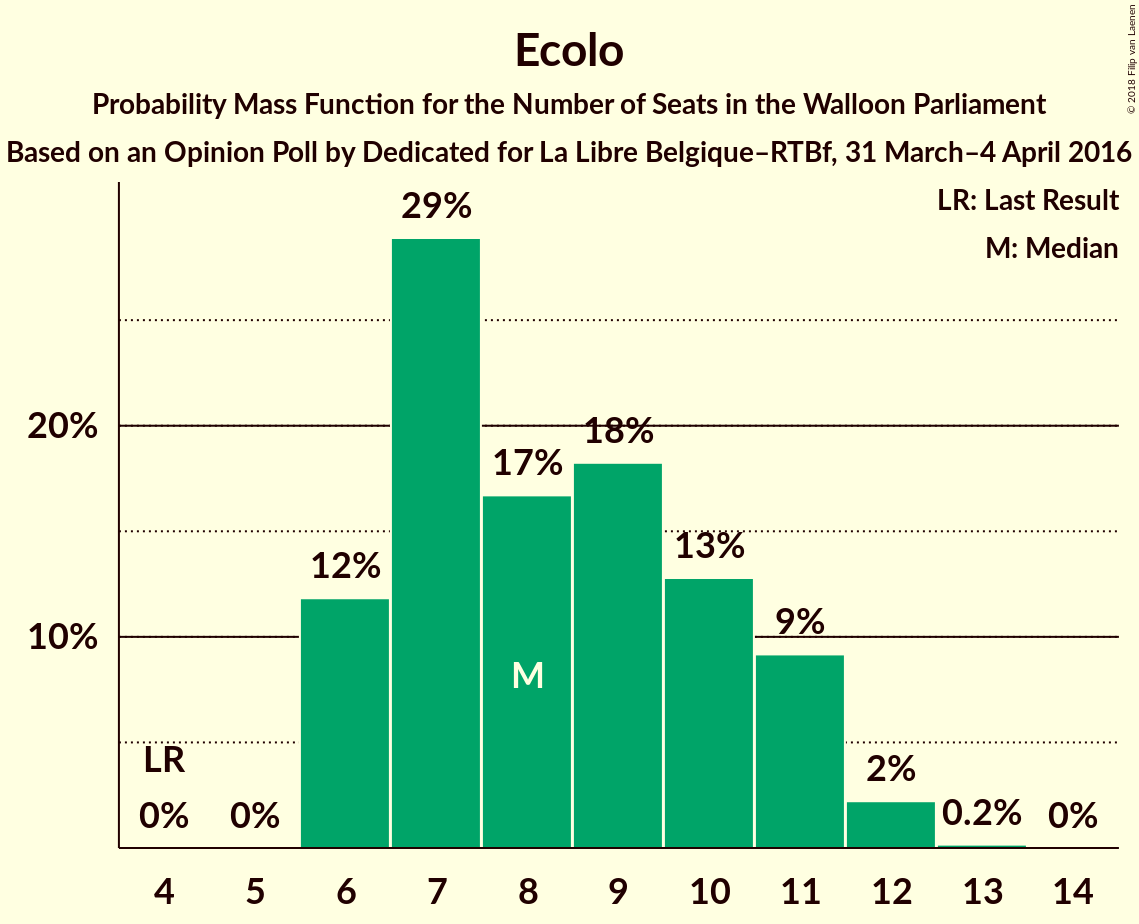 Ecolo
Probability Mass Function for the Number of Seats in the Walloon Parliament
Based on an Opinion Poll by Dedicated for La Libre Belgique–RTBf, 31 March–4 April 2016
© 2018 Filip van Laenen
LR: Last Result
M: Median
29%
20%
18%
17%
13%
12%
10%
9%
M
LR
2%
0%
0%
0.2%
0%
4 5 6 7 8 9 10 11 12 13 14